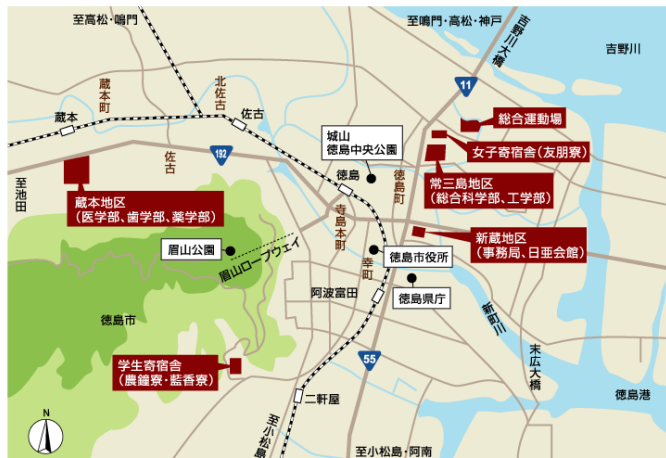 至高松・鳴門
至鳴門・高松・神戸
吉野川大橋
吉野川
11
蔵本町
北佐古
蔵本
佐古
総合運動場
城山
徳島中央公園
女子寄宿舎(友朋寮)
佐古
192
徳島
徳島町
常三島地区
(総合科学部、工学部)
至池田
蔵本地区
(医学部、歯学部、薬学部)
寺島本町
新蔵地区
(事務局、日亜会館)
眉山公園
眉山ロープウェイ
幸町
徳島市役所
阿波富田
徳島県庁
新町川
徳島市
末広大橋
学生寄宿舎
(農鐘寮・藍香寮)
55
徳島港
二軒屋
N
至小松島
至小松島・阿南